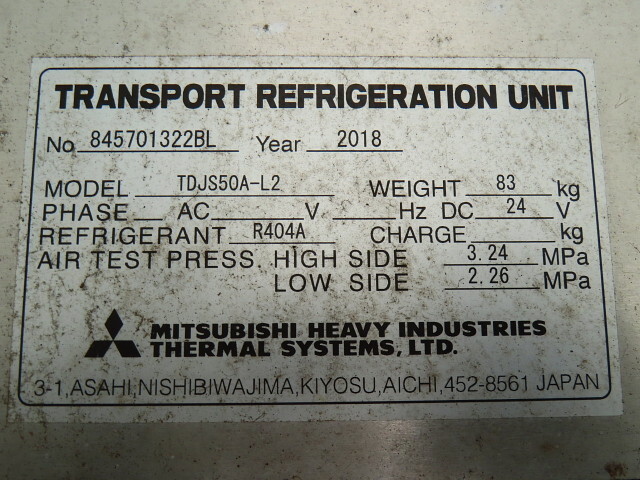 TRANSPORT REFRIGERATION UNIT
No. 845701322BL Year 2018
MODEL TDJS50A-L2 WEIGHT 83 kg
PHASE AC V Hz DC 24 V
REFRIGERANT R404A CHARGE kg
AIR TEST PRESS. HIGH SIDE 3.24 MPa
LOW SIDE 2.26 MPa
MITSUBISHI HEAVY INDUSTRIES
THERMAL SYSTEMS, LTD.
3-1,ASAHI,NISHIBIWAJIMA,KIYOSU,AICHI,452-8561 JAPAN